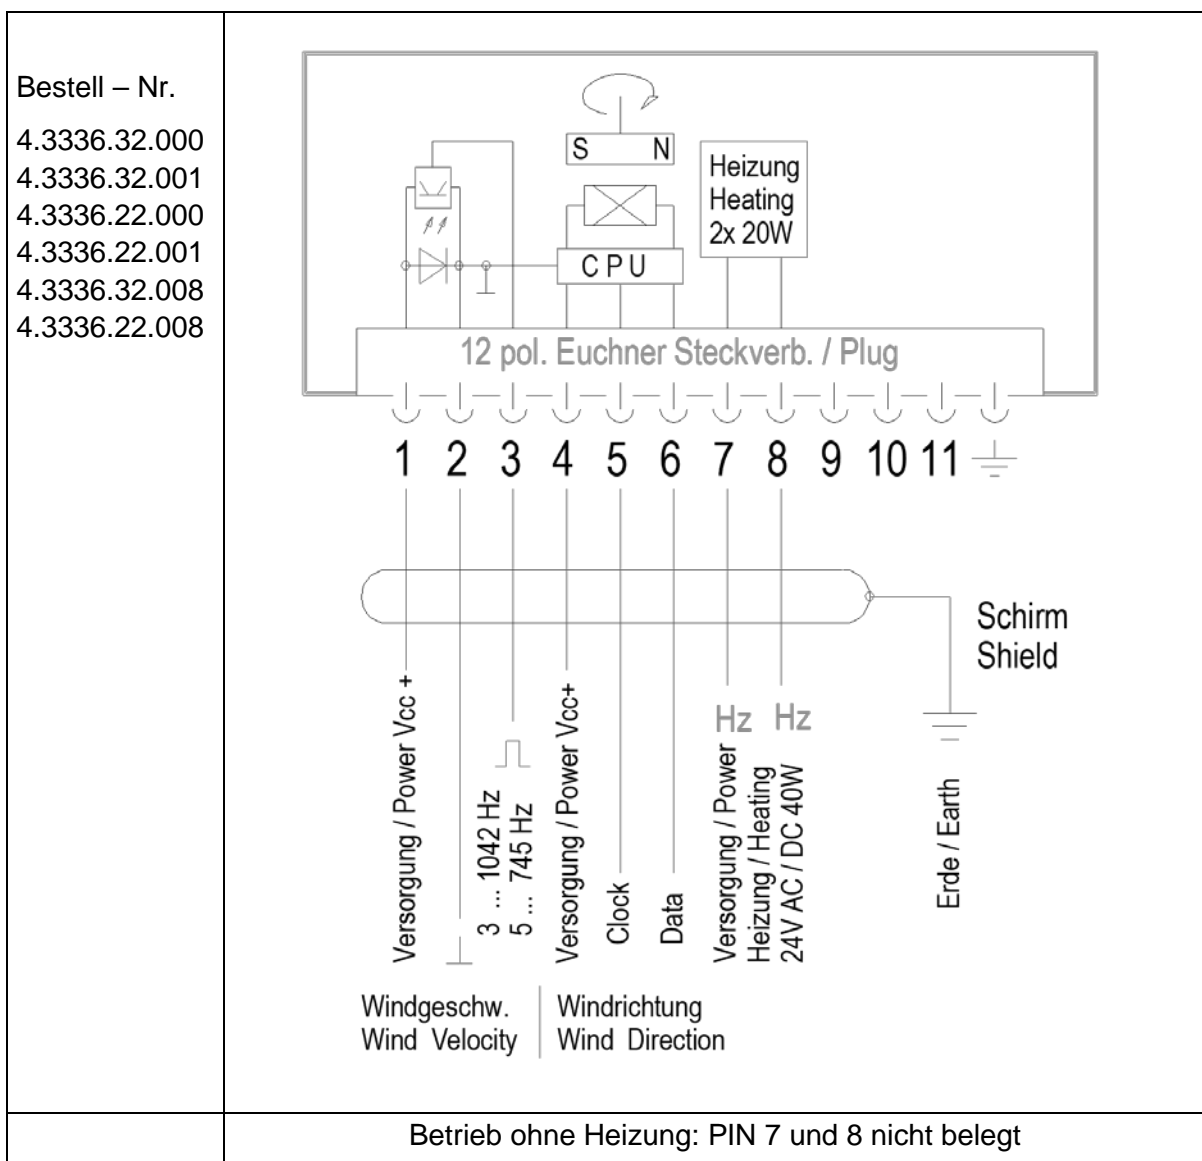 Bestell – Nr.
4.3336.32.000
4.3336.32.001
4.3336.22.000
4.3336.22.001
4.3336.32.008
4.3336.22.008
S N
Heizung
Heating
2x 20W
CPU
12 pol. Euchner Steckverb. / Plug
1 2 3 4 5 6 7 8 9 10 11
Schirm
Shield
Versorgung / Power Vcc +
3 ... 1042 Hz
5 ... 745 Hz
Versorgung / Power Vcc+
Clock
Data
Hz Hz
Versorgung / Power
Heizung / Heating
24V AC / DC 40W
Erde / Earth
Windgeschw.
Wind Velocity
Windrichtung
Wind Direction
Betrieb ohne Heizung: PIN 7 und 8 nicht belegt